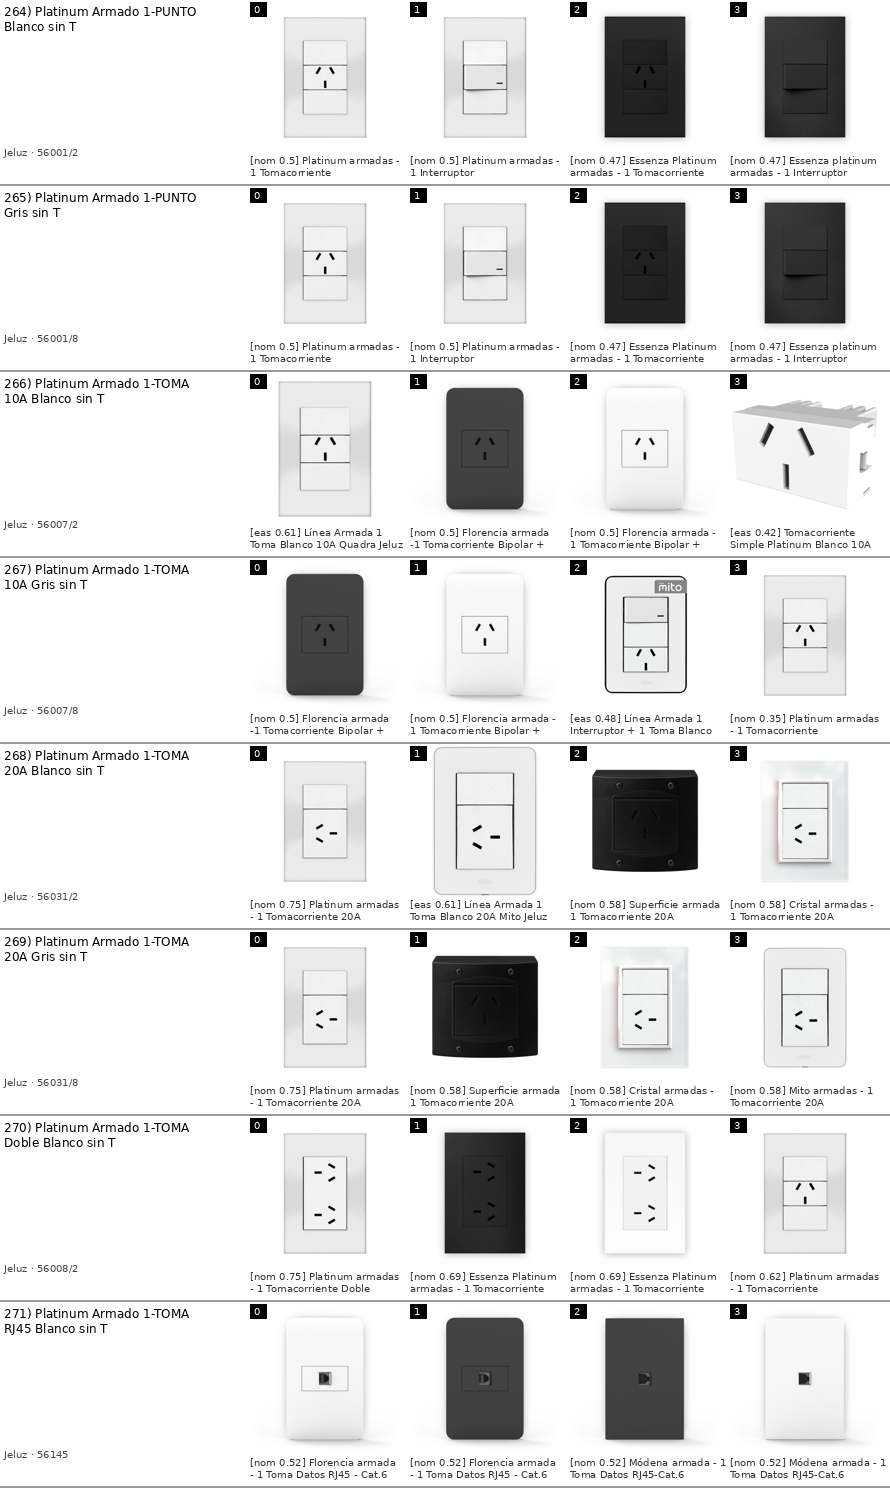 264) Platinum Armado 1-PUNTO
Blanco sin T
Jeluz · 56001/2
0
1
2
3
[nom 0.5] Platinum armadas -
1 Tomacorriente
[nom 0.5] Platinum armadas -
1 Interruptor
[nom 0.47] Essenza Platinum
armadas - 1 Tomacorriente
[nom 0.47] Essenza platinum
armadas - 1 Interruptor
265) Platinum Armado 1-PUNTO
Gris sin T
Jeluz · 56001/8
0
1
2
3
[nom 0.5] Platinum armadas -
1 Tomacorriente
[nom 0.5] Platinum armadas -
1 Interruptor
[nom 0.47] Essenza Platinum
armadas - 1 Tomacorriente
[nom 0.47] Essenza platinum
armadas - 1 Interruptor
266) Platinum Armado 1-TOMA
10A Blanco sin T
Jeluz · 56007/2
0
1
2
3
[eas 0.61] Línea Armada 1
Toma Blanco 10A Quadra Jeluz
[nom 0.5] Florencia armada
-1 Tomacorriente Bipolar +
[nom 0.5] Florencia armada -
1 Tomacorriente Bipolar +
[eas 0.42] Tomacorriente
Simple Platinum Blanco 10A
267) Platinum Armado 1-TOMA
10A Gris sin T
Jeluz · 56007/8
0
1
2
mito
3
[nom 0.5] Florencia armada
-1 Tomacorriente Bipolar +
[nom 0.5] Florencia armada -
1 Tomacorriente Bipolar +
[eas 0.48] Línea Armada 1
Interruptor + 1 Toma Blanco
[nom 0.35] Platinum armadas
- 1 Tomacorriente
268) Platinum Armado 1-TOMA
20A Blanco sin T
Jeluz · 56031/2
0
1
2
3
[nom 0.75] Platinum armadas
- 1 Tomacorriente 20A
[eas 0.61] Línea Armada 1
Toma Blanco 20A Mito Jeluz
[nom 0.58] Superficie armada
1 Tomacorriente 20A
[nom 0.58] Cristal armadas -
1 Tomacorriente 20A
269) Platinum Armado 1-TOMA
20A Gris sin T
Jeluz · 56031/8
0
1
2
3
[nom 0.75] Platinum armadas
- 1 Tomacorriente 20A
[nom 0.58] Superficie armada
1 Tomacorriente 20A
[nom 0.58] Cristal armadas -
1 Tomacorriente 20A
[nom 0.58] Mito armadas - 1
Tomacorriente 20A
270) Platinum Armado 1-TOMA
Doble Blanco sin T
Jeluz · 56008/2
0
1
2
3
[nom 0.75] Platinum armadas
- 1 Tomacorriente Doble
[nom 0.69] Essenza Platinum
armadas - 1 Tomacorriente
[nom 0.69] Essenza Platinum
armadas - 1 Tomacorriente
[nom 0.62] Platinum armadas
- 1 Tomacorriente
271) Platinum Armado 1-TOMA
RJ45 Blanco sin T
Jeluz · 56145
0
1
2
3
[nom 0.52] Florencia armada
- 1 Toma Datos RJ45 - Cat.6
[nom 0.52] Florencia armada
- 1 Toma Datos RJ45 - Cat.6
[nom 0.52] Módena armada - 1
Toma Datos RJ45-Cat.6
[nom 0.52] Módena armada - 1
Toma Datos RJ45-Cat.6